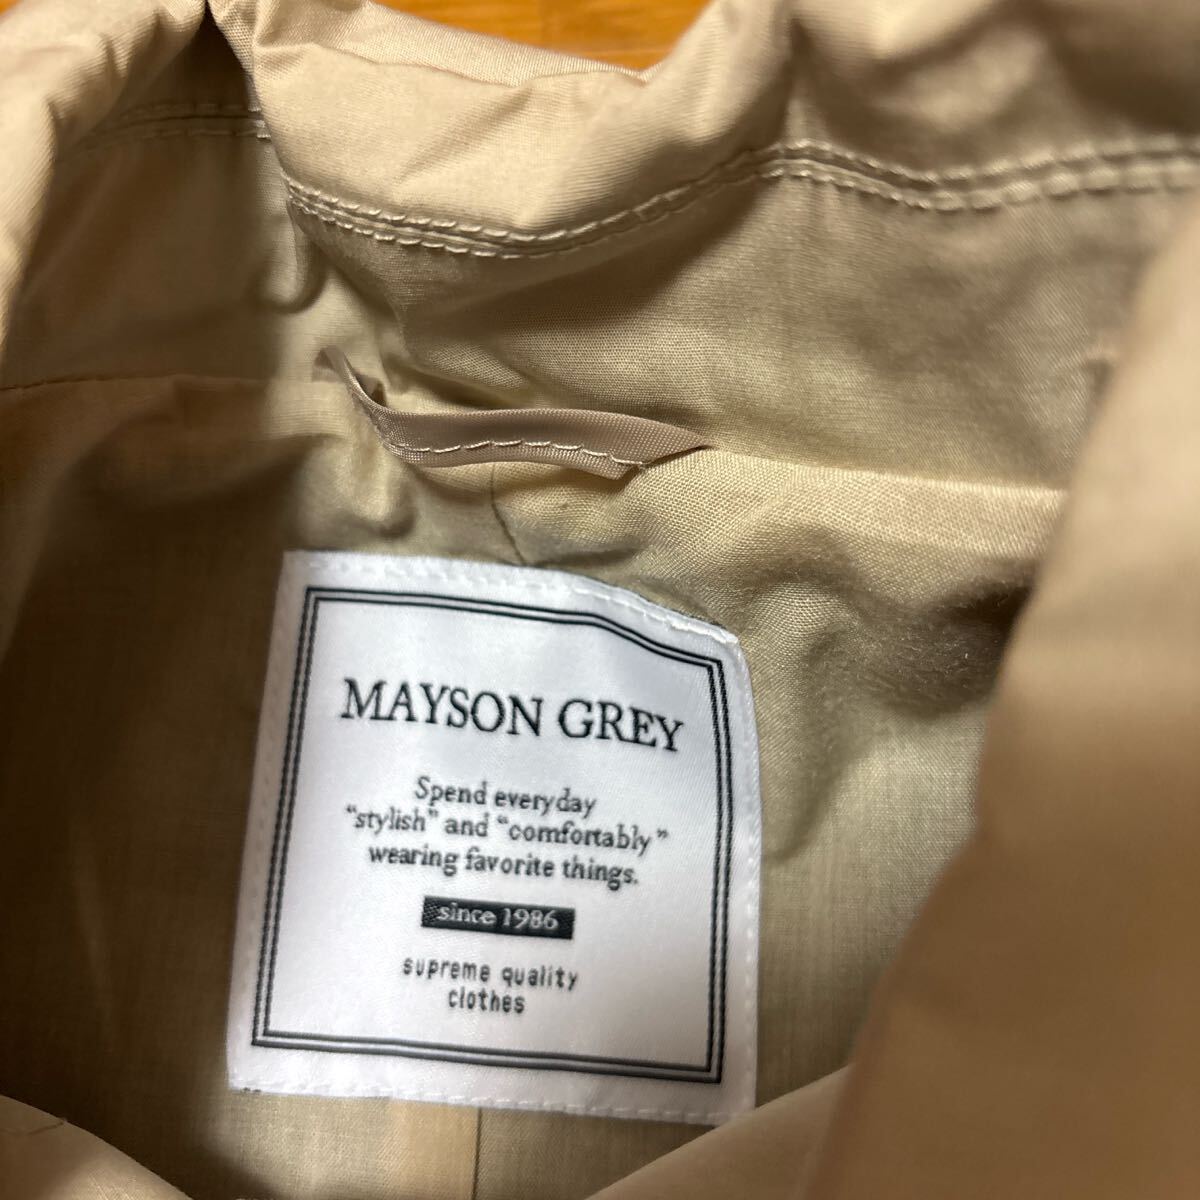 MAYSON GREY
Spend everyday
“stylish” and “comfortably”
wearing favorite things.
since 1986
supreme quality
clothes